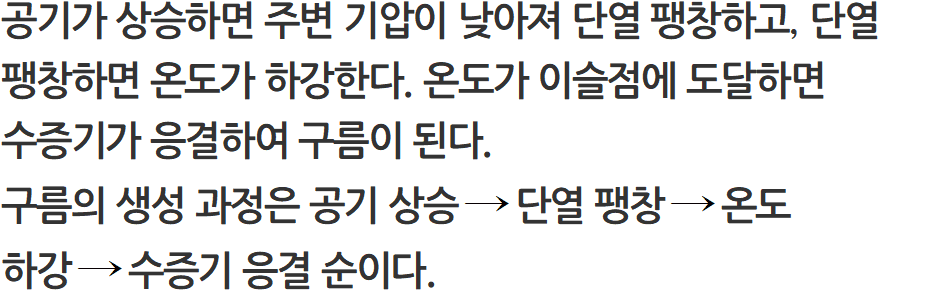 공기가 상승하면 주변 기압이 낮아져 단열 팽창하고, 단열
팽창하면 온도가 하강한다. 온도가 이슬점에 도달하면
수증기가 응결하여 구름이 된다.
구름의 생성 과정은 공기 상승 → 단열 팽창 → 온도
하강 → 수증기 응결 순이다.